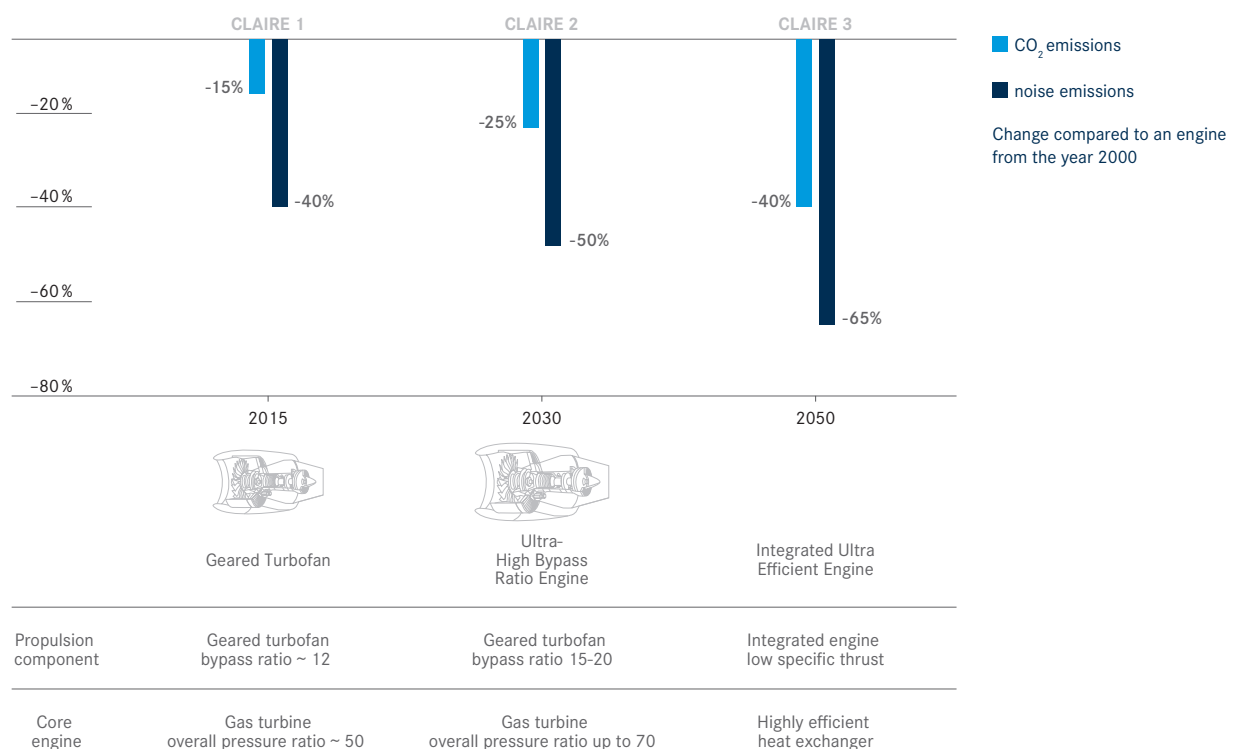 CLAIRE 1
CLAIRE 2
CLAIRE 3
CO2 emissions
noise emissions
Change compared to an engine
from the year 2000
-15%
-40%
-25%
-50%
-40%
-65%
–20 %
–40 %
–60 %
–80 %
2015
2030
2050
Geared Turbofan
Ultra-
High Bypass
Ratio Engine
Integrated Ultra
Efficient Engine
Propulsion
component
Geared turbofan
bypass ratio ~ 12
Geared turbofan
bypass ratio 15-20
Integrated engine
low specific thrust
Core
engine
Gas turbine
overall pressure ratio ~ 50
Gas turbine
overall pressure ratio up to 70
Highly efficient
heat exchanger